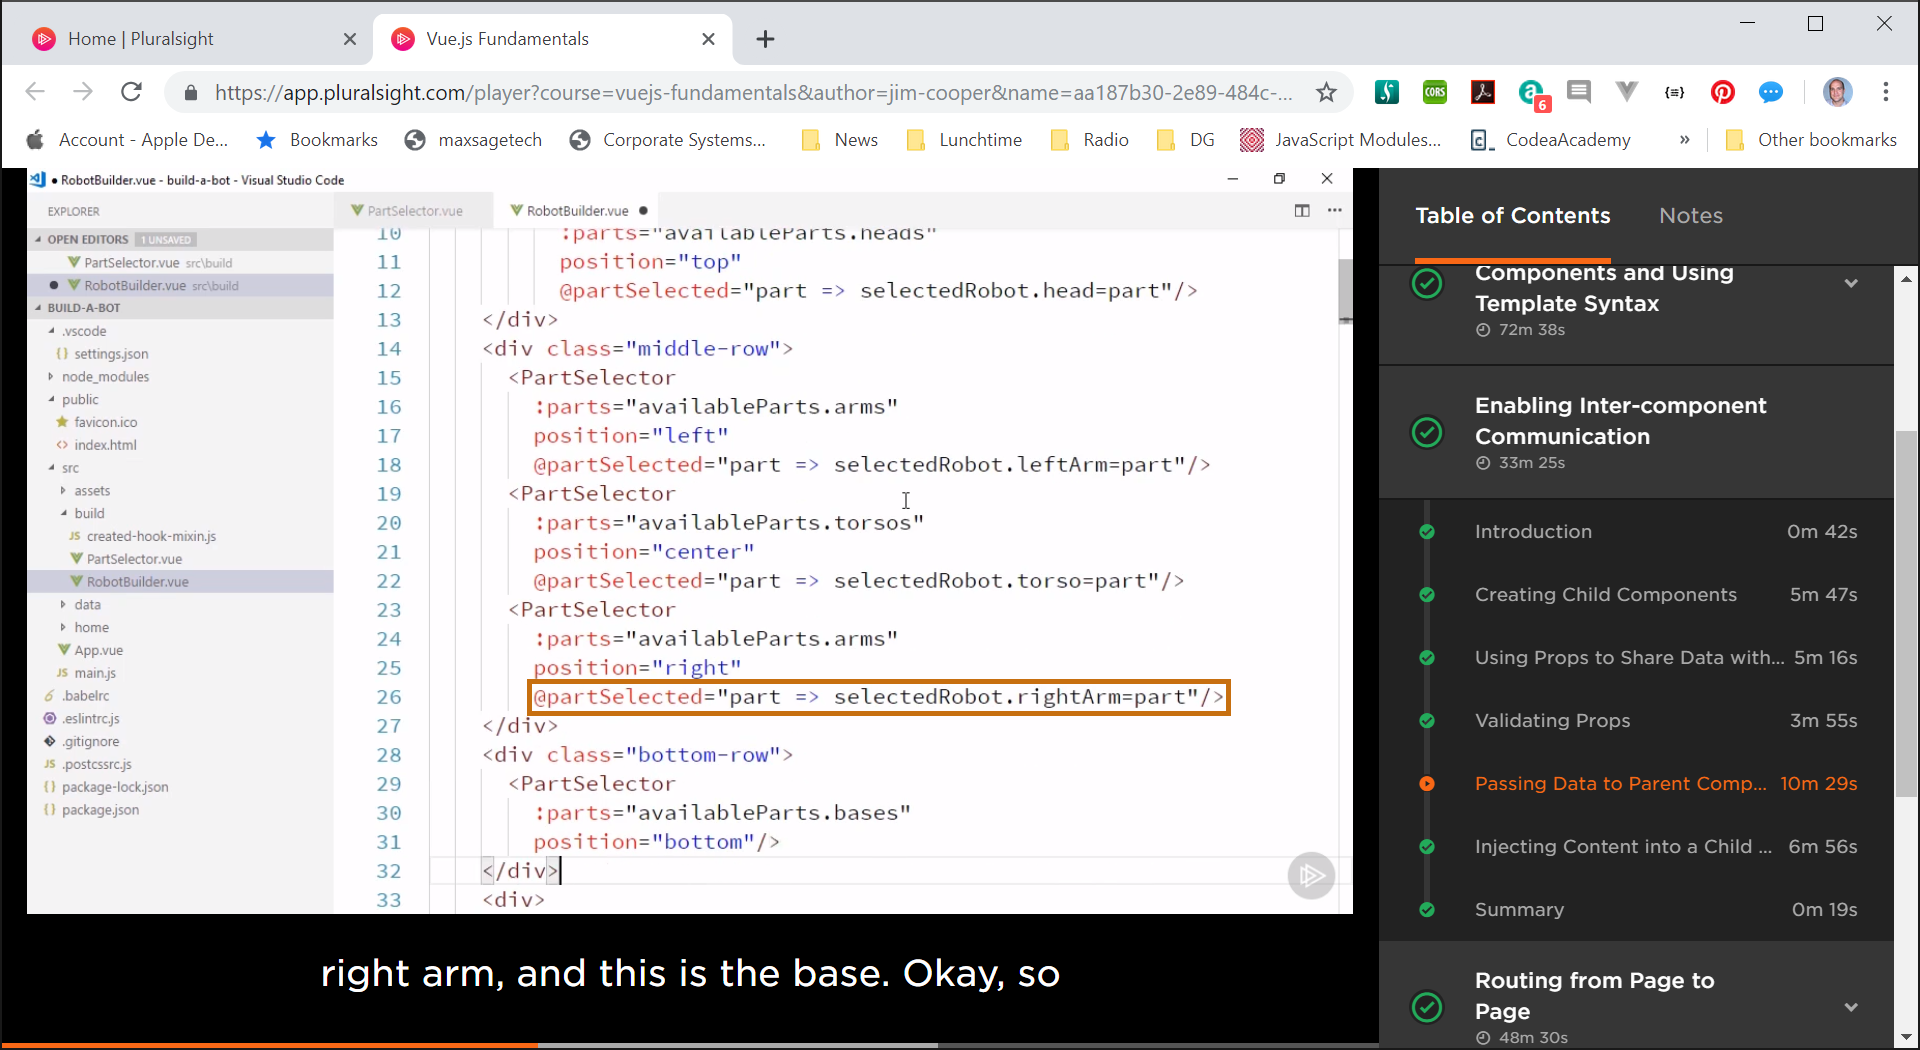 Home | Pluralsight
Vue.js Fundamentals
https://app.pluralsight.com/player?course=vuejs-fundamentals&author=jim-cooper&name=aa187b30-2e89-484c-...
CORS
6
{≡}
Account - Apple De...
Bookmarks
maxsagetech
Corporate Systems...
News
Lunchtime
Radio
DG
JavaScript Modules...
CodeaAcademy
»
Other bookmarks
● RobotBuilder.vue - build-a-bot - Visual Studio Code
EXPLORER
OPEN EDITORS 1 UNSAVED
PartSelector.vue src\build
RobotBuilder.vue src\build
BUILD-A-BOT
.vscode
{} settings.json
node_modules
public
favicon.ico
<> index.html
src
assets
build
JS created-hook-mixin.js
PartSelector.vue
RobotBuilder.vue
data
home
App.vue
JS main.js
.babelrc
.eslintrc.js
.gitignore
JS .postcssrc.js
{} package-lock.json
{} package.json
PartSelector.vue
RobotBuilder.vue ●
10 :parts="availableParts.heads"
11 position="top"
12 @partSelected="part => selectedRobot.head=part"/>
13 </div>
14 <div class="middle-row">
15 <PartSelector
16 :parts="availableParts.arms"
17 position="left"
18 @partSelected="part => selectedRobot.leftArm=part"/>
19 <PartSelector
20 :parts="availableParts.torsos"
21 position="center"
22 @partSelected="part => selectedRobot.torso=part"/>
23 <PartSelector
24 :parts="availableParts.arms"
25 position="right"
26 @partSelected="part => selectedRobot.rightArm=part"/>
27 </div>
28 <div class="bottom-row">
29 <PartSelector
30 :parts="availableParts.bases"
31 position="bottom"/>
32 </div>
33 <div>
right arm, and this is the base. Okay, so
Table of Contents
Notes
Components and Using
Template Syntax
72m 38s
Enabling Inter-component
Communication
33m 25s
Introduction 0m 42s
Creating Child Components 5m 47s
Using Props to Share Data with... 5m 16s
Validating Props 3m 55s
Passing Data to Parent Comp... 10m 29s
Injecting Content into a Child ... 6m 56s
Summary 0m 19s
Routing from Page to
Page
48m 30s